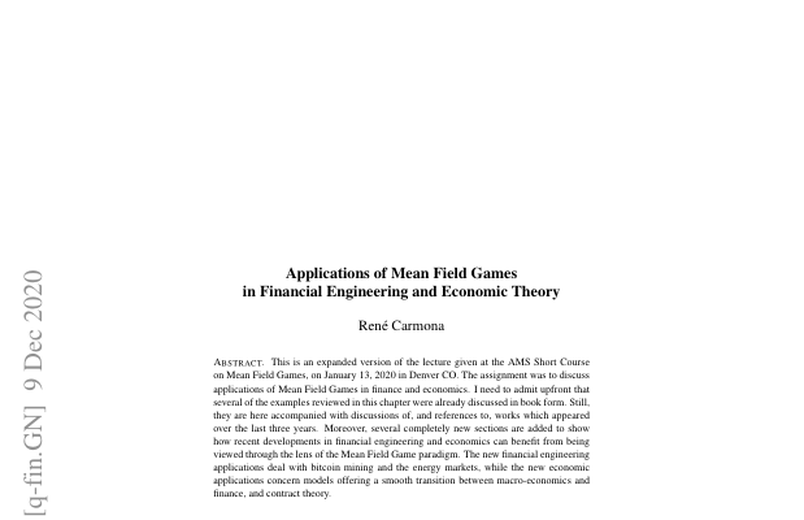 Applications of Mean Field Games
in Financial Engineering and Economic Theory
René Carmona
ABSTRACT. This is an expanded version of the lecture given at the AMS Short Course
on Mean Field Games, on January 13, 2020 in Denver CO. The assignment was to discuss
applications of Mean Field Games in finance and economics. I need to admit upfront that
several of the examples reviewed in this chapter were already discussed in book form. Still,
they are here accompanied with discussions of, and references to, works which appeared
over the last three years. Moreover, several completely new sections are added to show
how recent developments in financial engineering and economics can benefit from being
viewed through the lens of the Mean Field Game paradigm. The new financial engineering
applications deal with bitcoin mining and the energy markets, while the new economic
applications concern models offering a smooth transition between macro-economics and
finance, and contract theory.
[q-fin.GN] 9 Dec 2020